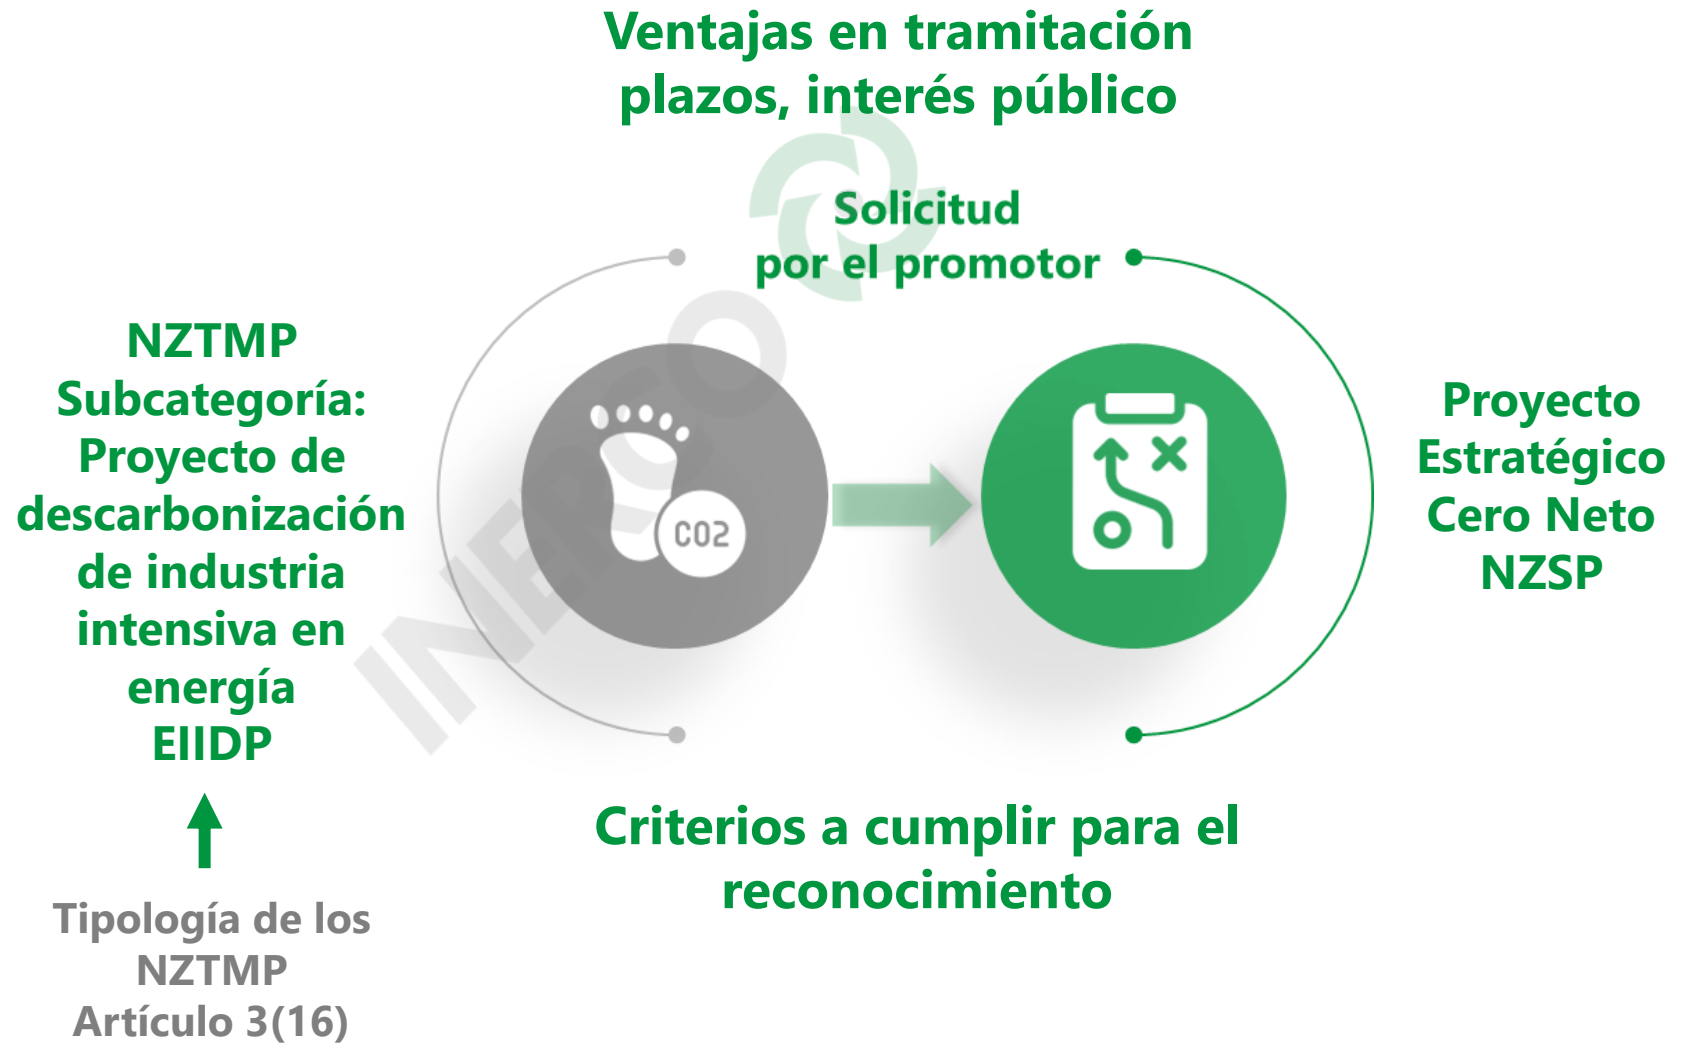 Ventajas en tramitación
plazos, interés público
Solicitud
por el promotor
NZTMP
Subcategoría:
Proyecto de
descarbonización
de industria
intensiva en
energía
EIIDP
CO2
Proyecto
Estratégico
Cero Neto
NZSP
Criterios a cumplir para el
reconocimiento
Tipología de los
NZTMP
Artículo 3(16)
INERCO